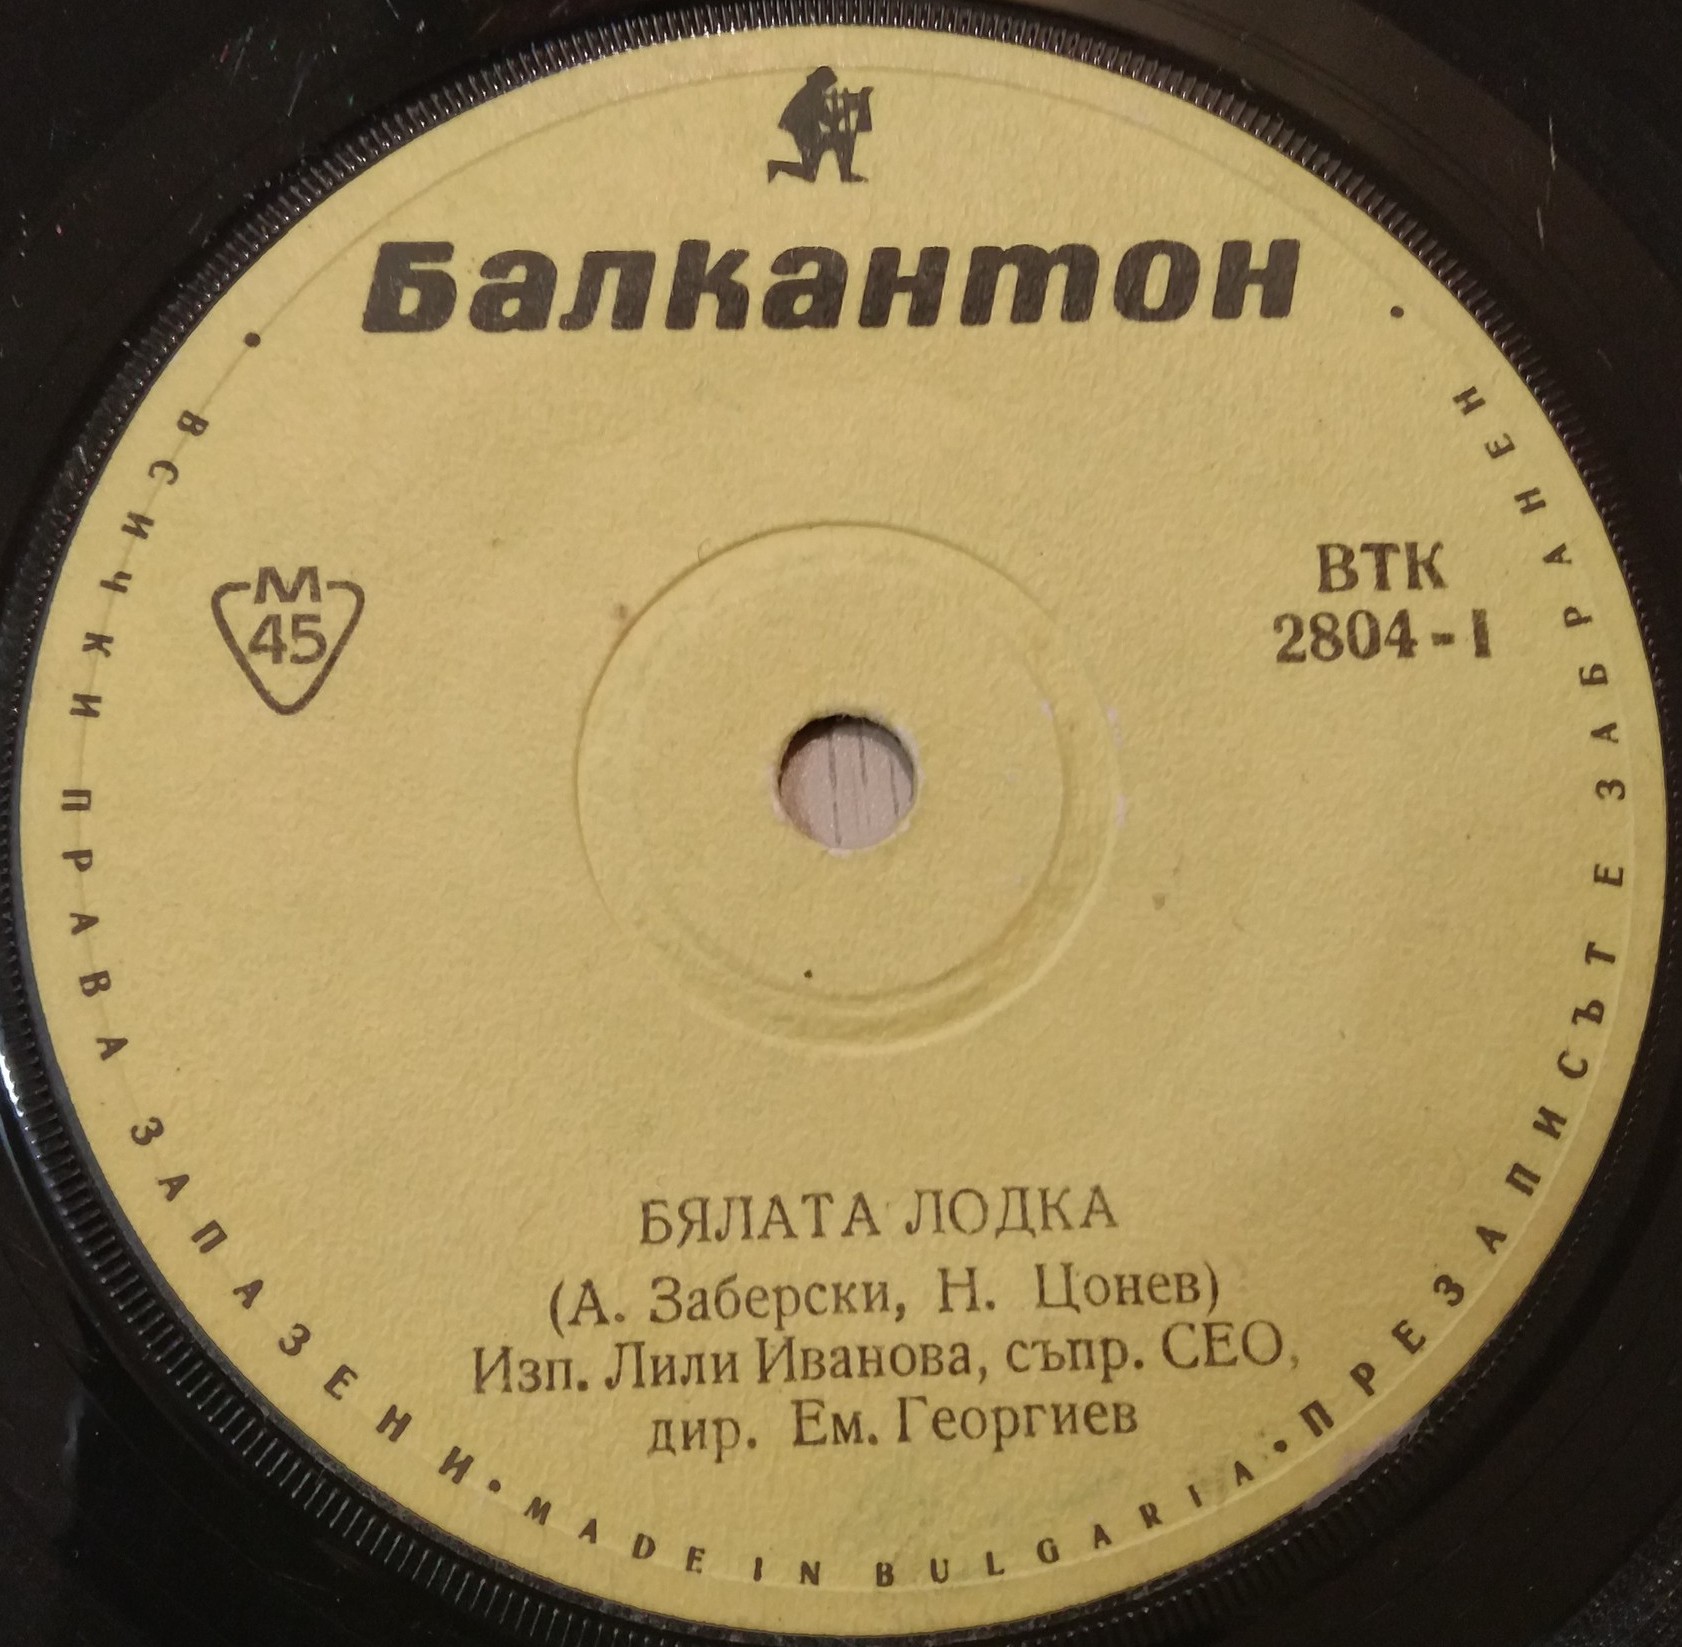 Балкантон
М
45
ВТК
2804-1
БЯЛАТА ЛОДКА
(А. Заберски, Н. Цонев)
Изп. Лили Иванова, съпр. СЕО,
дир. Ем. Георгиев
ВСИЧКИ ПРАВА ЗАПАЗЕНИ • MADE IN BULGARIA • ПРЕЗАПИСЪТ Е ЗАБРАНЕН